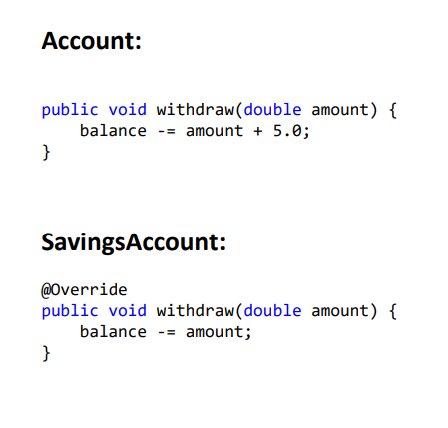 Account:
public void withdraw(double amount) {
    balance -= amount + 5.0;
}
SavingsAccount:
@Override
public void withdraw(double amount) {
    balance -= amount;
}